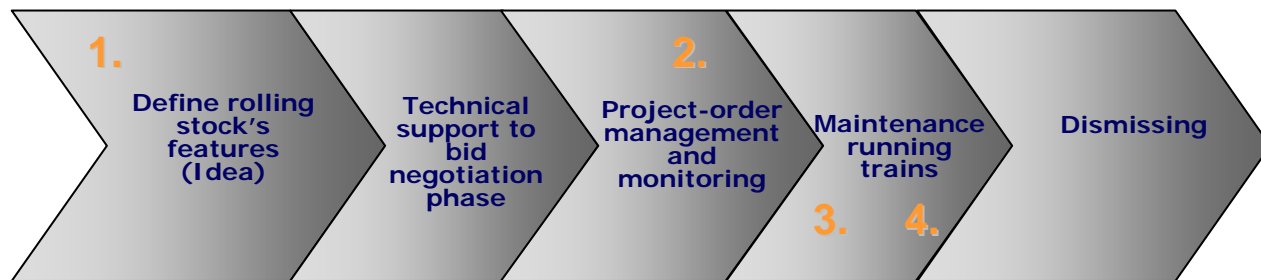 1.
Define rolling
stock's
features
(Idea)
Technical
support to
bid
negotiation
phase
2.
Project-order
management
and
monitoring
Maintenance
running
trains
3. 4.
Dismissing